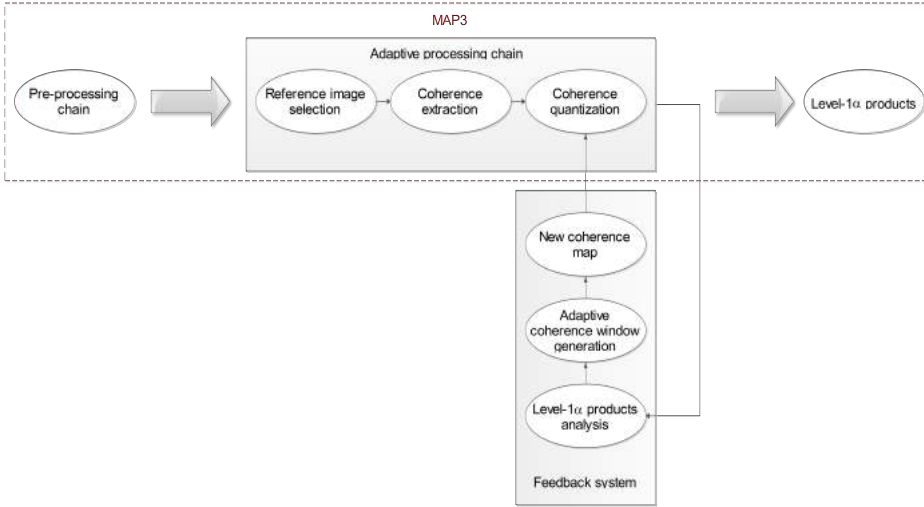 MAP3
Adaptive processing chain
Pre-processing
chain
Reference image
selection
Coherence
extraction
Coherence
quantization
Level-1α products
New coherence
map
Adaptive
coherence window
generation
Level-1α products
analysis
Feedback system